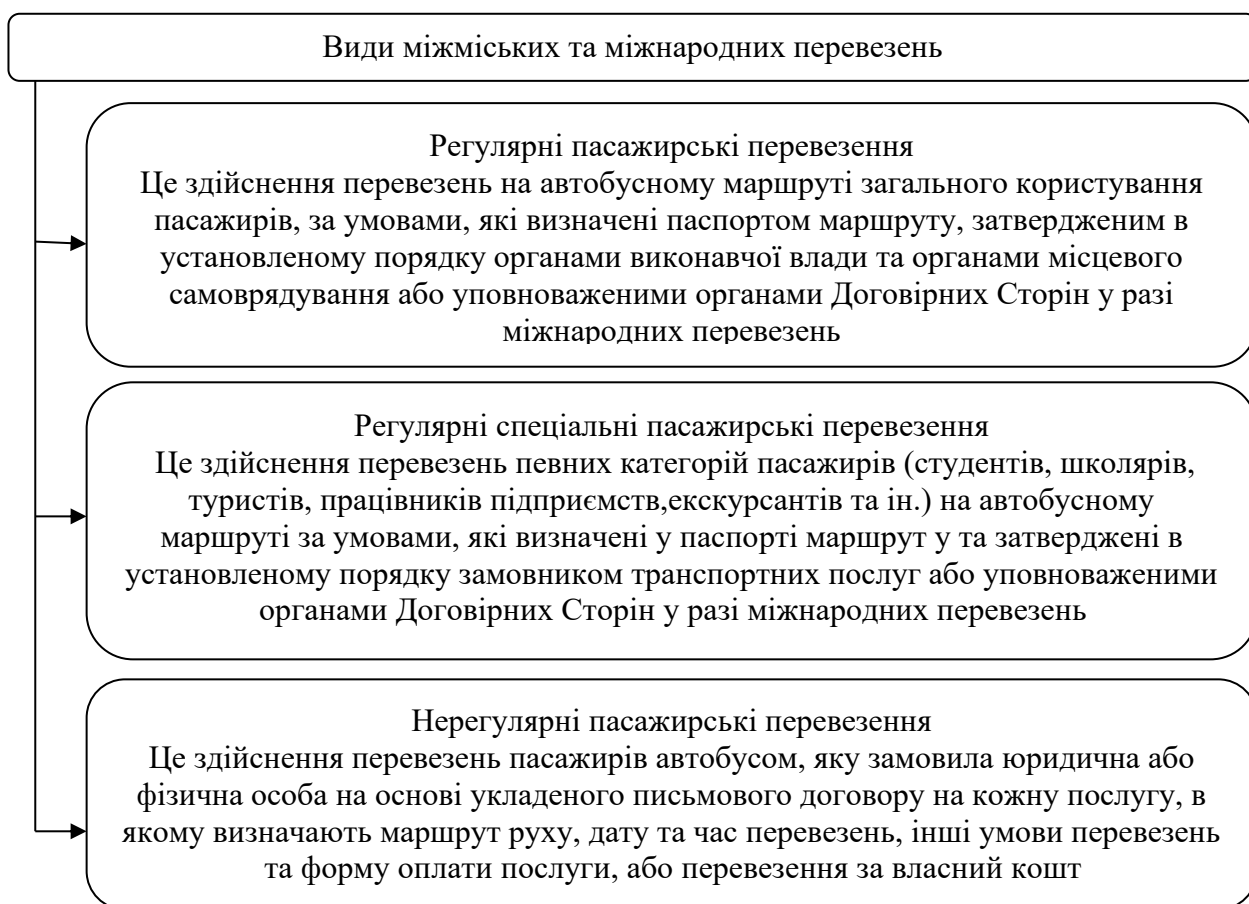 Види міжміських та міжнародних перевезень
Регулярні пасажирські перевезення
Це здійснення перевезень на автобусному маршруті загального користування
пасажирів, за умовами, які визначені паспортом маршруту, затвердженим в
установленому порядку органами виконавчої влади та органами місцевого
самоврядування або уповноваженими органами Договірних Сторін у разі
міжнародних перевезень
Регулярні спеціальні пасажирські перевезення
Це здійснення перевезень певних категорій пасажирів (студентів, школярів,
туристів, працівників підприємств,екскурсантів та ін.) на автобусному
маршруті за умовами, які визначені у паспорті маршрут у та затверджені в
установленому порядку замовником транспортних послуг або уповноваженими
органами Договірних Сторін у разі міжнародних перевезень
Нерегулярні пасажирські перевезення
Це здійснення перевезень пасажирів автобусом, яку замовила юридична або
фізична особа на основі укладеного письмового договору на кожну послугу, в
якому визначають маршрут руху, дату та час перевезень, інші умови перевезень
та форму оплати послуги, або перевезення за власний кошт